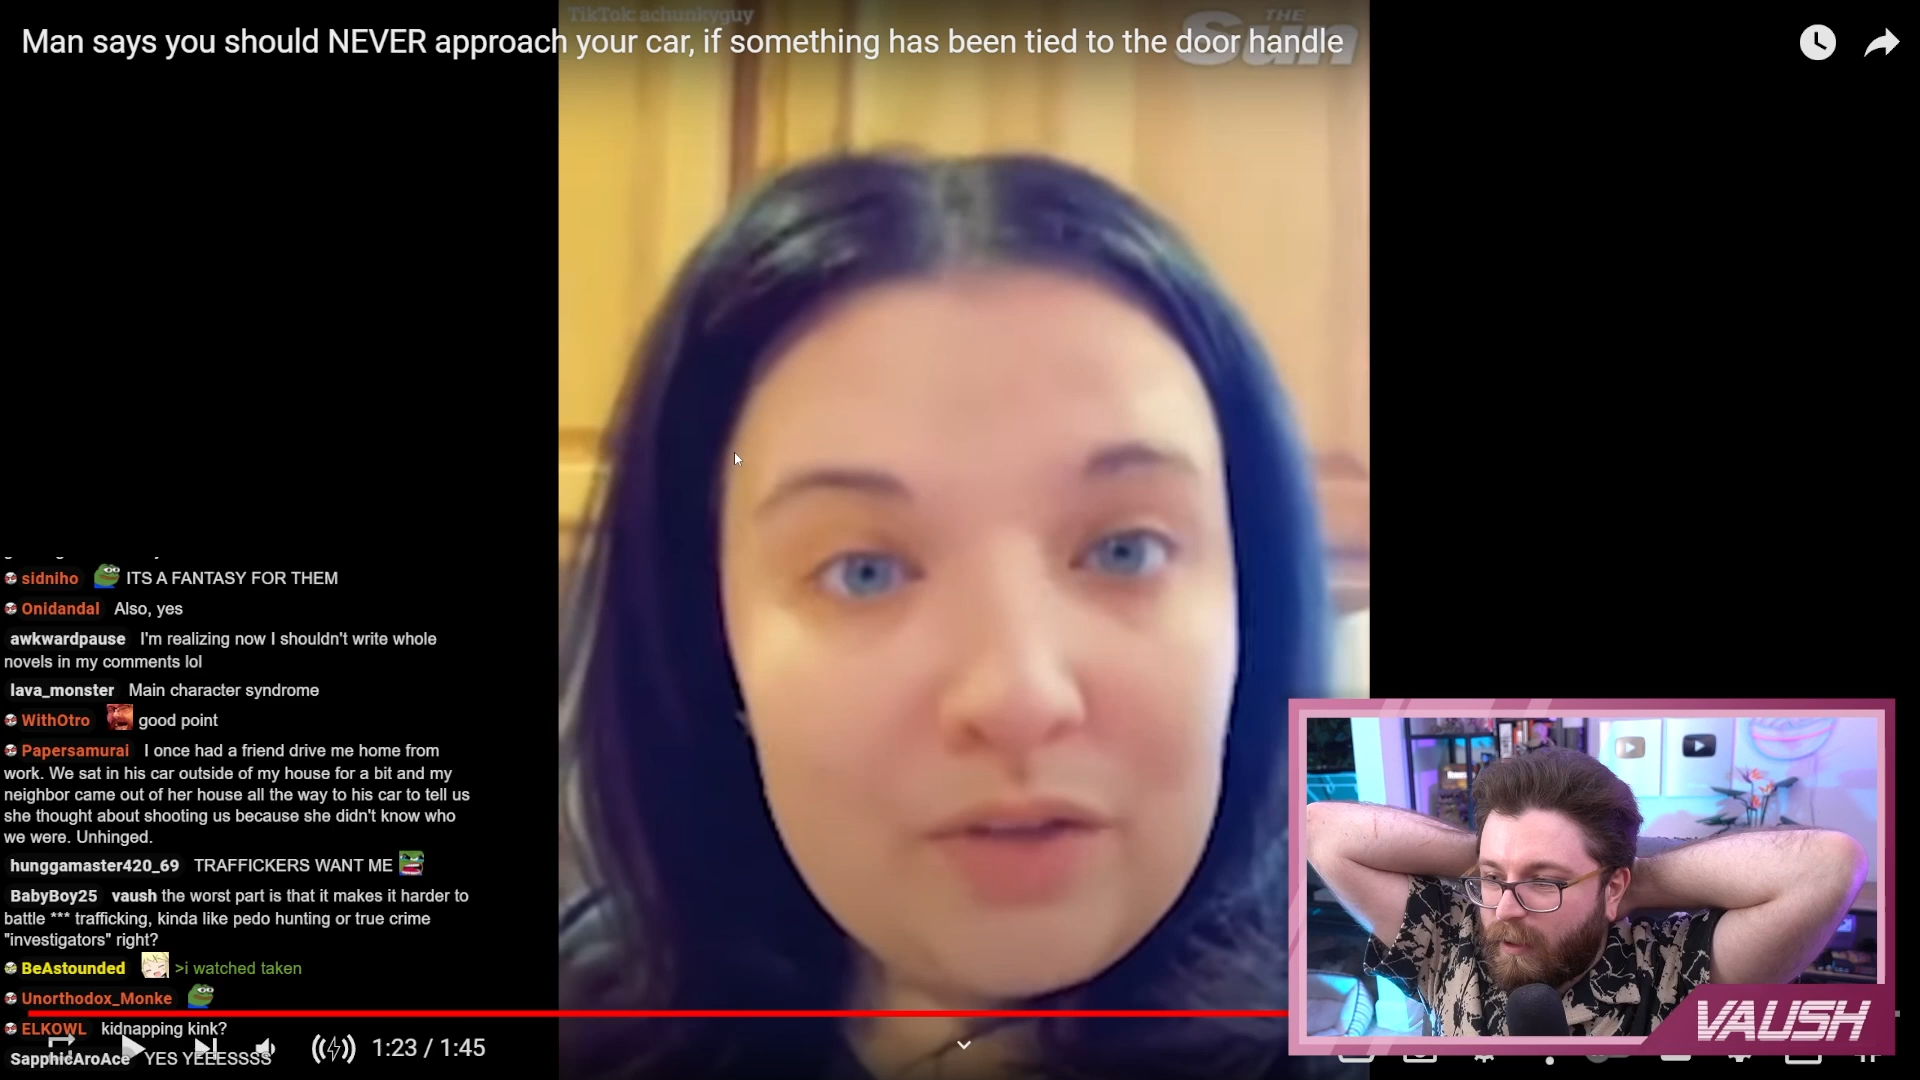 TikTok: achunkyguy
THE
Sun
Man says you should NEVER approach your car, if something has been tied to the door handle
sidniho ITS A FANTASY FOR THEM
Onidandal Also, yes
awkwardpause I'm realizing now I shouldn't write whole
novels in my comments lol
lava_monster Main character syndrome
WithOtro good point
Papersamurai I once had a friend drive me home from
work. We sat in his car outside of my house for a bit and my
neighbor came out of her house all the way to his car to tell us
she thought about shooting us because she didn't know who
we were. Unhinged.
hunggamaster420_69 TRAFFICKERS WANT ME
BabyBoy25 vaush the worst part is that it makes it harder to
battle *** trafficking, kinda like pedo hunting or true crime
"investigators" right?
BeAstounded >i watched taken
Unorthodox_Monke
ELKOWL kidnapping kink?
SapphicAroAce YES YEEESSSS
1:23 / 1:45
VAUSH